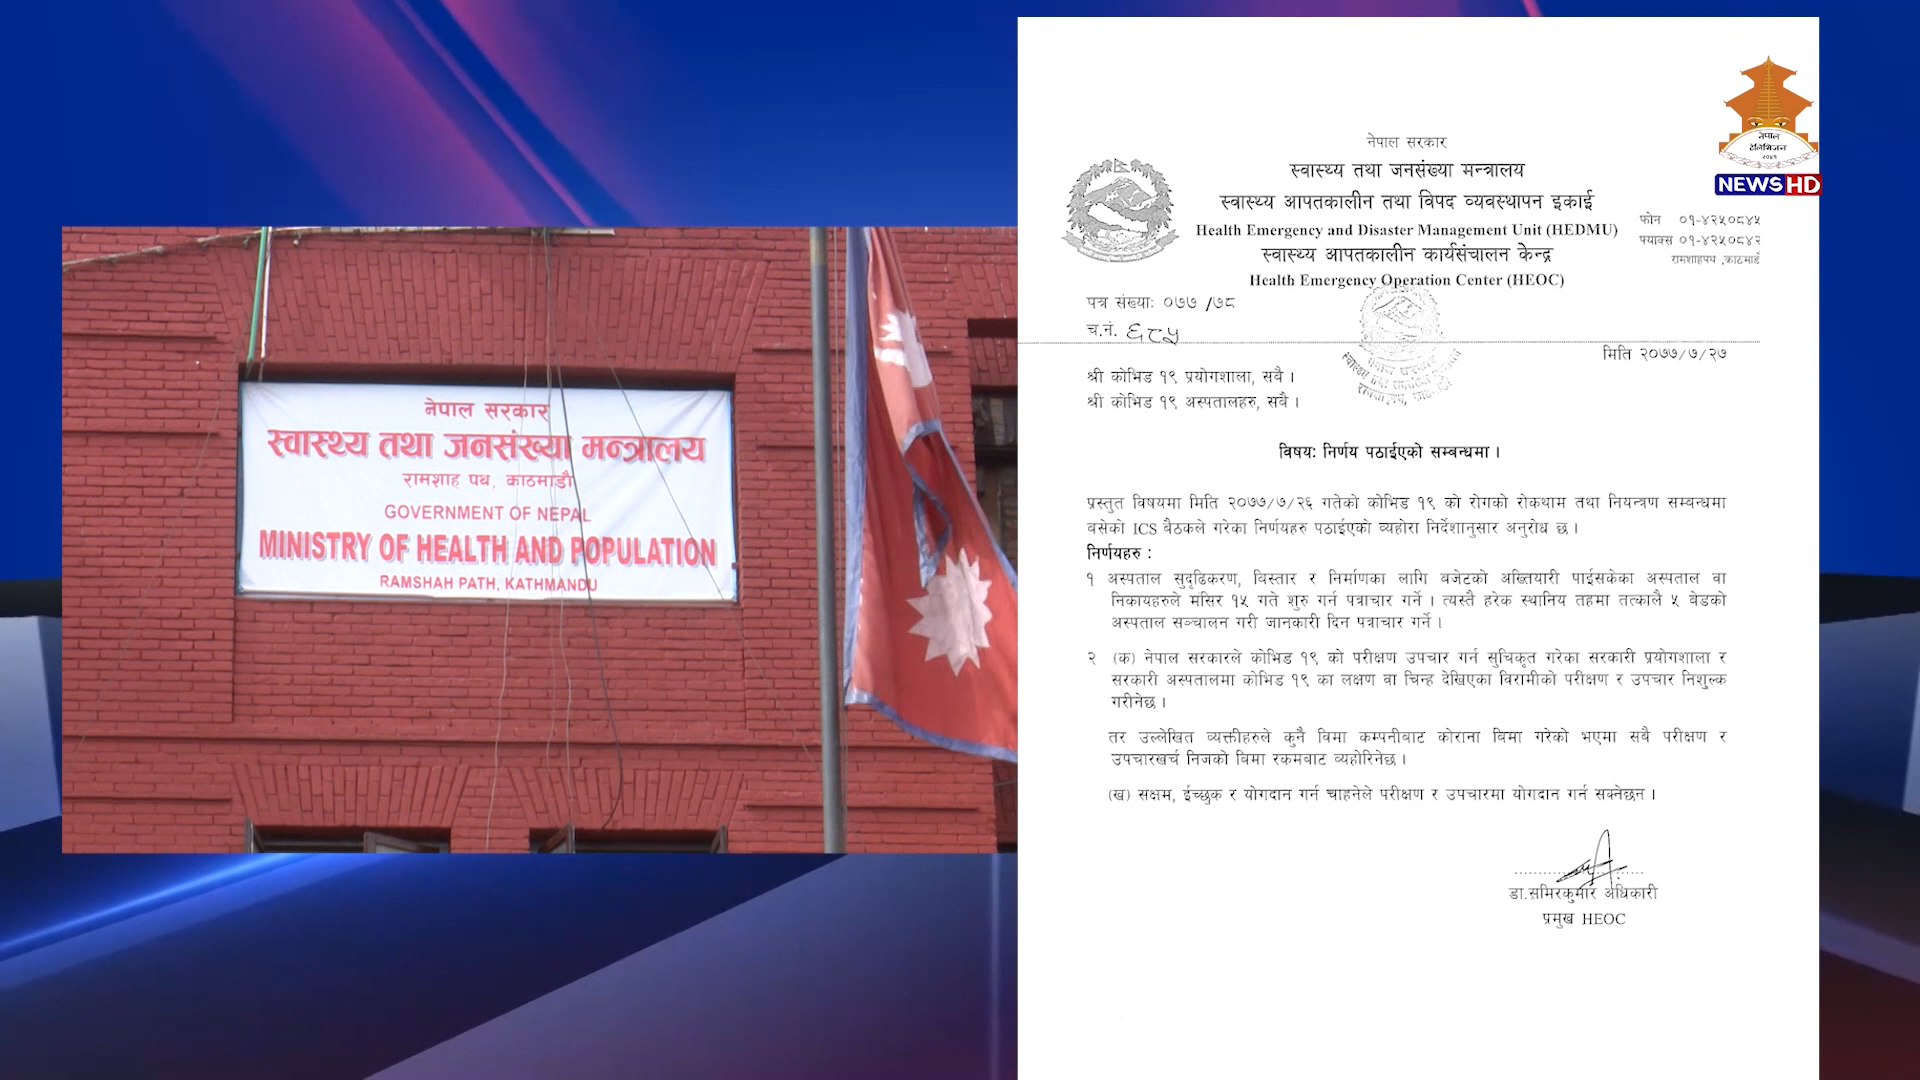 नेपाल सरकार
स्वास्थ्य तथा जनसंख्या मन्त्रालय
रामशाह पथ, काठमाडौं
GOVERNMENT OF NEPAL
MINISTRY OF HEALTH AND POPULATION
RAMSHAH PATH, KATHMANDU
नेपाल
टेलिभिजन
२०४१
NEWS HD
नेपाल सरकार
स्वास्थ्य तथा जनसंख्या मन्त्रालय
स्वास्थ्य आपतकालीन तथा विपद व्यवस्थापन इकाई
Health Emergency and Disaster Management Unit (HEDMU)
स्वास्थ्य आपतकालीन कार्यसंचालन केन्द्र
Health Emergency Operation Center (HEOC)
फोन ०१-४२५०८४५
फ्याक्स ०१-४२५०८४२
रामशाहपथ ,काठमाडौं
पत्र संख्या: ०७७ /७८
च.नं. ६८५
मिति २०७७/७/२७
श्री कोभिड १९ प्रयोगशाला, सबै ।
श्री कोभिड १९ अस्पतालहरु, सबै ।
विषय: निर्णय पठाईएको सम्बन्धमा ।
प्रस्तुत विषयमा मिति २०७७/७/२६ गतेको कोभिड १९ को रोगको रोकथाम तथा नियन्त्रण सम्बन्धमा
बसेको ICS बैठकले गरेका निर्णयहरु पठाईएको व्यहोरा निर्देशानुसार अनुरोध छ ।
निर्णयहरु :
१ अस्पताल सुदृढिकरण, विस्तार र निर्माणका लागि बजेटको अख्तियारी पाईसकेका अस्पताल वा
निकायहरुले मंसिर १५ गते शुरु गर्न पत्राचार गर्ने । त्यस्तै हरेक स्थानिय तहमा तत्कालै ५ बेडको
अस्पताल सञ्चालन गरी जानकारी दिन पत्राचार गर्ने ।
२ (क) नेपाल सरकारले कोभिड १९ को परीक्षण उपचार गर्न सुचिकृत गरेका सरकारी प्रयोगशाला र
सरकारी अस्पतालमा कोभिड १९ का लक्षण वा चिन्ह देखिएका विरामीको परीक्षण र उपचार निशुल्क
गरीनेछ ।
तर उल्लेखित व्यक्तीहरुले कुनै विमा कम्पनीबाट कोराना बिमा गरेको भएमा सबै परीक्षण र
उपचारखर्च निजको बिमा रकमबाट व्यहोरिनेछ ।
(ख) सक्षम, ईच्छुक र योगदान गर्न चाहनेले परीक्षण र उपचारमा योगदान गर्न सक्नेछन ।
डा.समिरकुमार अधिकारी
प्रमुख HEOC